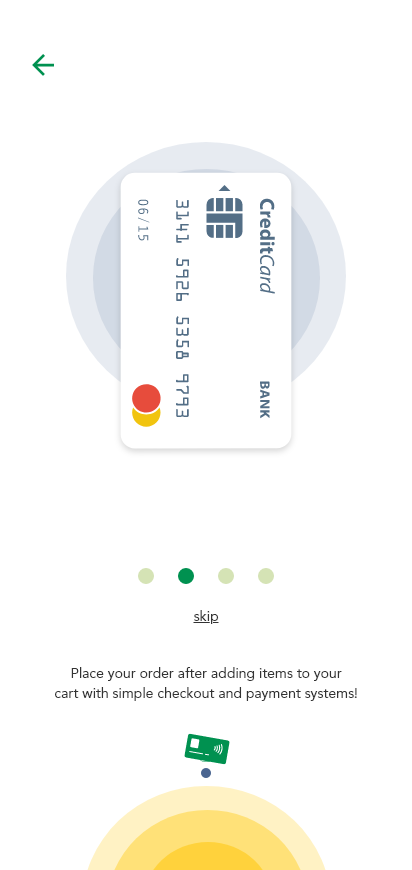 CreditCard
BANK
3141 5926 5358 9793
06/15
skip
Place your order after adding items to your
cart with simple checkout and payment systems!